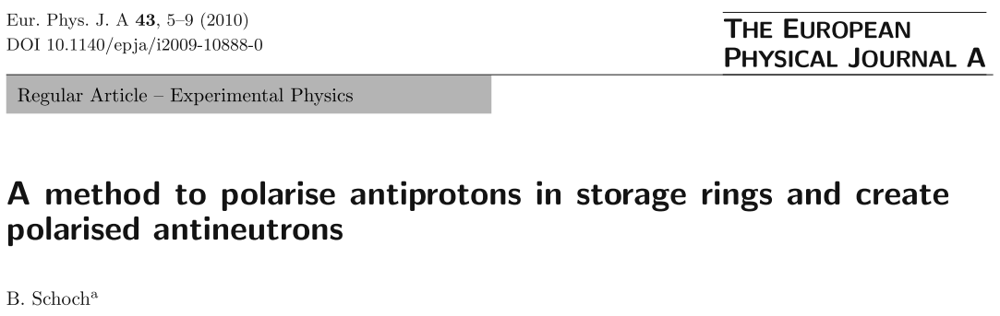 Eur. Phys. J. A 43, 5–9 (2010)
DOI 10.1140/epja/i2009-10888-0
THE EUROPEAN
PHYSICAL JOURNAL A
Regular Article – Experimental Physics
A method to polarise antiprotons in storage rings and create
polarised antineutrons
B. Schochᵃ